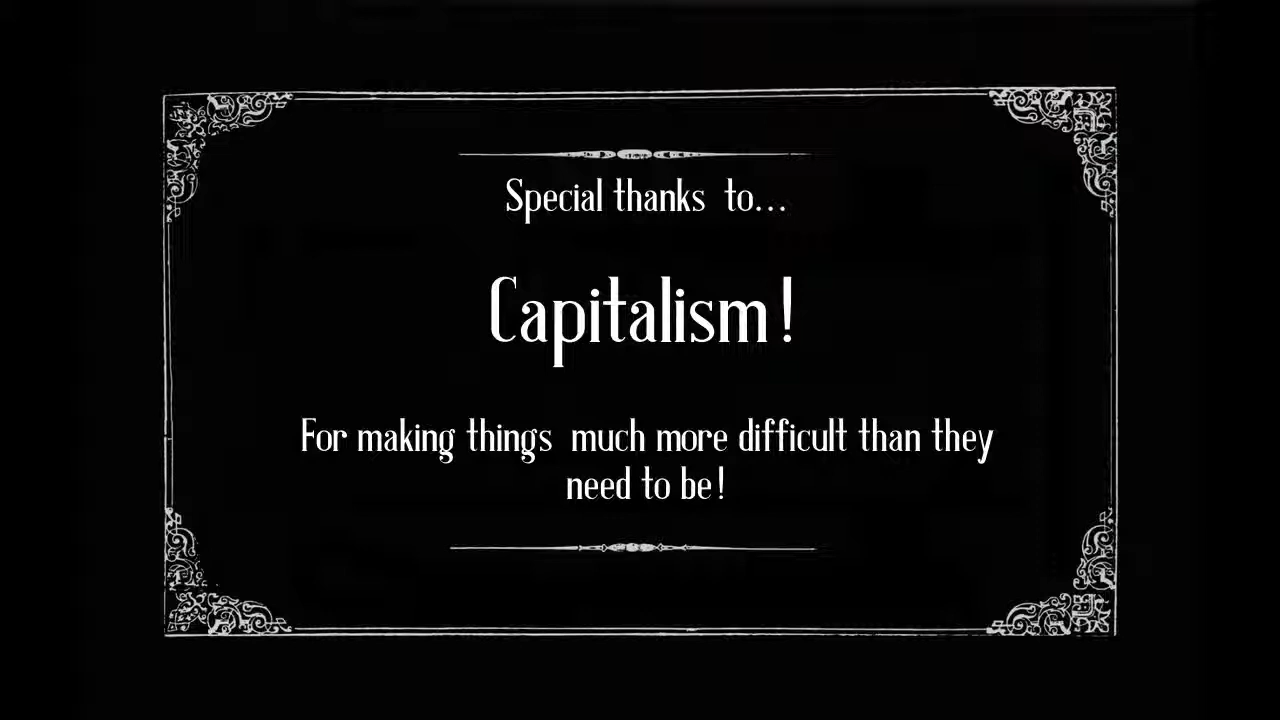 Special thanks to...
Capitalism!
For making things much more difficult than they
need to be!